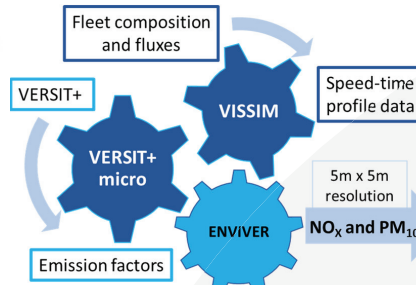 Fleet composition
and fluxes
VERSIT+
VISSIM
Speed-time
profile data
VERSIT+
micro
5m x 5m
resolution
ENViVER
NOX and PM10
Emission factors